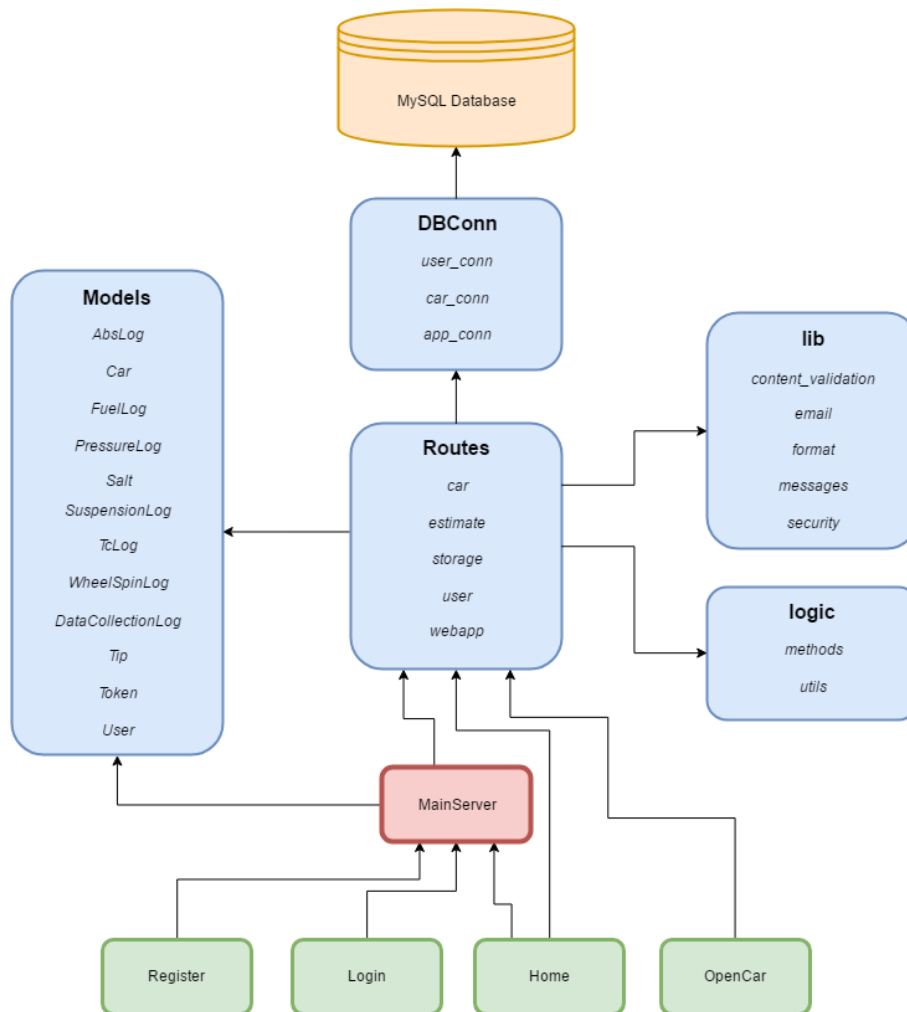 MySQL Database
DBConn
user_conn
car_conn
app_conn
Models
AbsLog
Car
FuelLog
PressureLog
Salt
SuspensionLog
TcLog
WheelSpinLog
DataCollectionLog
Tip
Token
User
Routes
car
estimate
storage
user
webapp
lib
content_validation
email
format
messages
security
logic
methods
utils
MainServer
Register
Login
Home
OpenCar